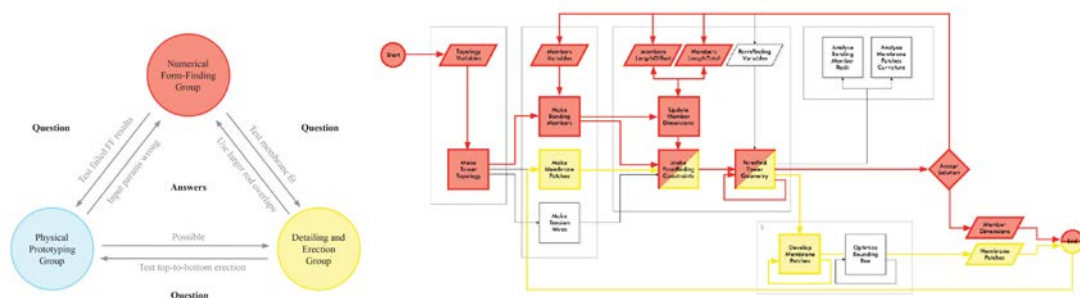 Numerical
Form-Finding
Group
Question
Question
Test failed FF results
Input params wrong
Test membrane fit
Use larger rod overlaps
Answers
Physical
Prototyping
Group
Possible
Test top-to-bottom erection
Detailing and
Erection
Group
Question
Start
Topology
Variables
Members
Variables
Members
LengthOffset
Members
LengthTotal
FormFinding
Variables
Analyse
Bending
Member
Radii
Analyse
Membrane
Patches
Curvature
Make
Bending
Members
Update
Member
Dimensions
Make
Tower
Topology
Make
Membrane
Patches
Make
FormFinding
Constraints
FormFind
Tower
Geometry
Accept
Solution
Make
Tension
Wires
Member
Dimensions
End
Develop
Membrane
Patches
Optimise
Bounding
Box
Membrane
Patches